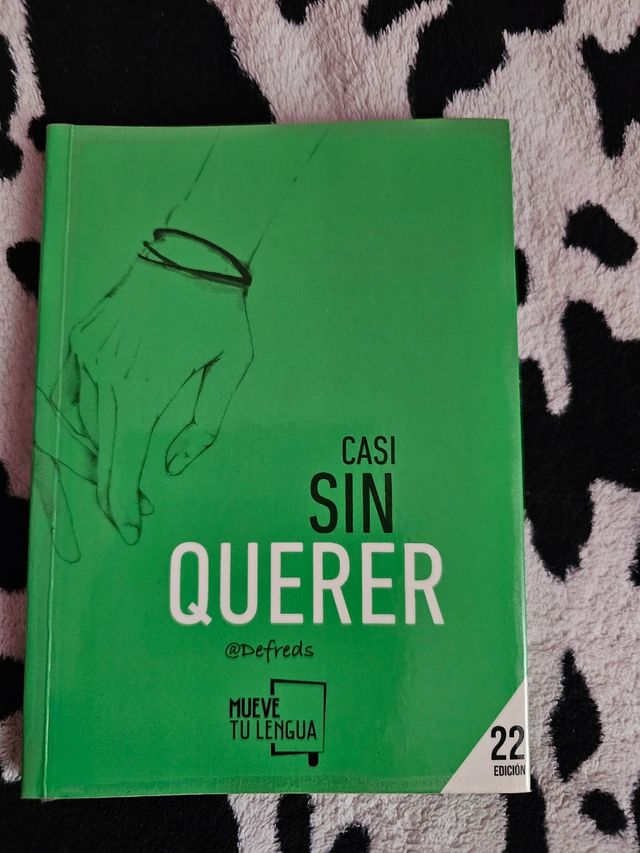 CASI
SIN
QUERER
@Defreds
MUEVE
TU LENGUA
22
EDICIÓN